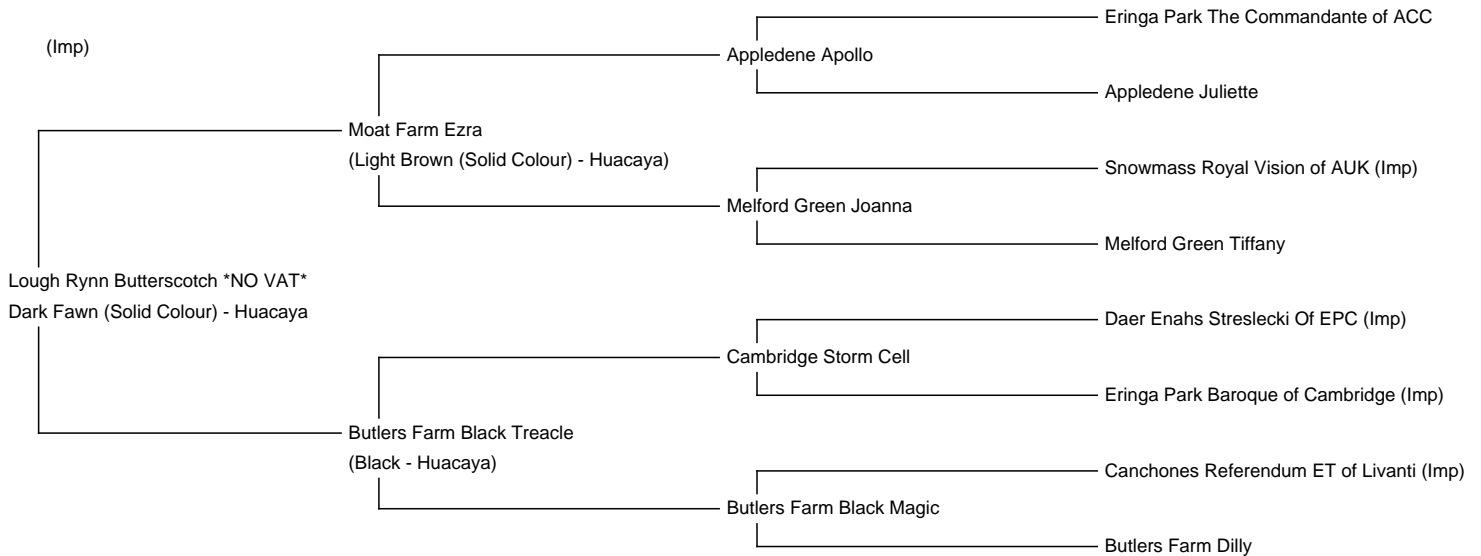 Eringa Park The Commandante of ACC
(Imp)
Appledene Apollo
Appledene Juliette
Moat Farm Ezra
(Light Brown (Solid Colour) - Huacaya)
Snowmass Royal Vision of AUK (Imp)
Melford Green Joanna
Melford Green Tiffany
Lough Rynn Butterscotch *NO VAT*
Dark Fawn (Solid Colour) - Huacaya
Daer Enahs Streslecki Of EPC (Imp)
Cambridge Storm Cell
Eringa Park Baroque of Cambridge (Imp)
Butlers Farm Black Treacle
(Black - Huacaya)
Canchones Referendum ET of Livanti (Imp)
Butlers Farm Black Magic
Butlers Farm Dilly